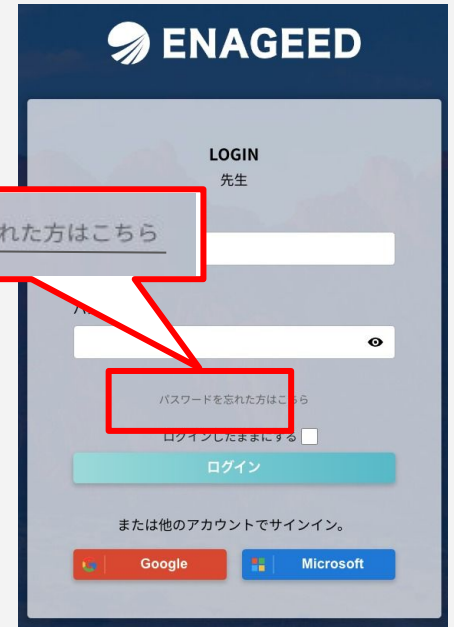 ENAGEED
LOGIN
先生
れた方はこちら
パスワードを忘れた方はこちら
ログインしたままにする
ログイン
または他のアカウントでサインイン。
Google
Microsoft